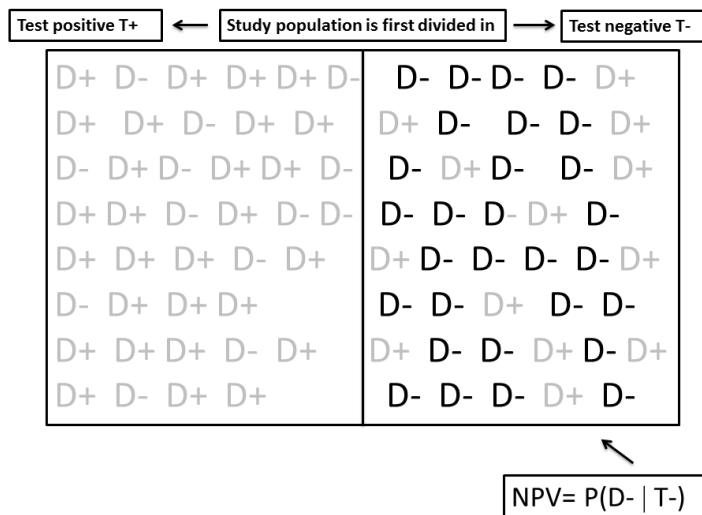 Test positive T+ Study population is first divided in Test negative T-
D+ D- D+ D+ D+ D- D- D- D- D- D+
D+ D+ D- D+ D+ D+ D- D- D- D+
D- D+ D- D+ D+ D- D- D+ D- D- D+
D+ D+ D- D+ D- D- D- D- D- D+ D-
D+ D+ D+ D- D+ D+ D- D- D- D- D+
D- D+ D+ D+ D- D- D+ D- D-
D+ D+ D+ D- D+ D+ D- D- D+ D- D+
D+ D- D+ D+ D- D- D- D+ D-
NPV= P(D- | T-)